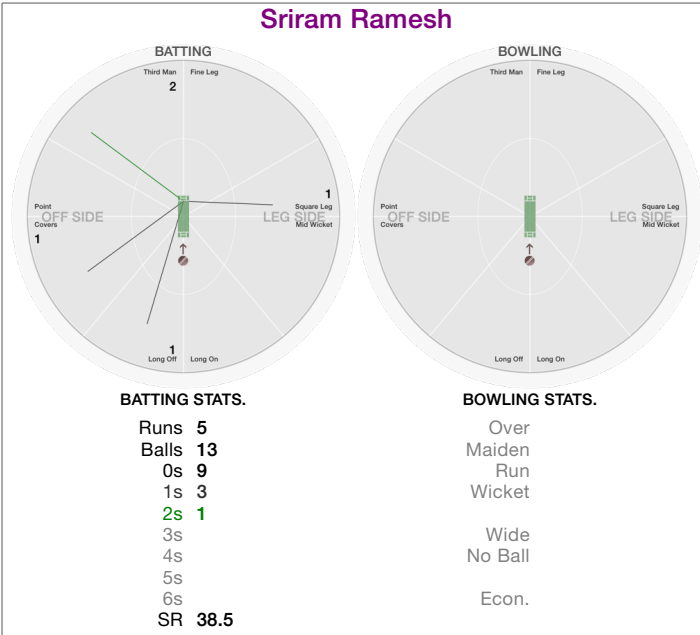 Sriram Ramesh
BATTING
Third Man Fine Leg
2
1
Point Square Leg
OFF SIDE LEG SIDE
Covers Mid Wicket
1
1
Long Off Long On
BOWLING
Third Man Fine Leg
Point Square Leg
OFF SIDE LEG SIDE
Covers Mid Wicket
Long Off Long On
BATTING STATS.
Runs 5
Balls 13
0s 9
1s 3
2s 1
3s
4s
5s
6s
SR 38.5
BOWLING STATS.
Over
Maiden
Run
Wicket
Wide
No Ball
Econ.